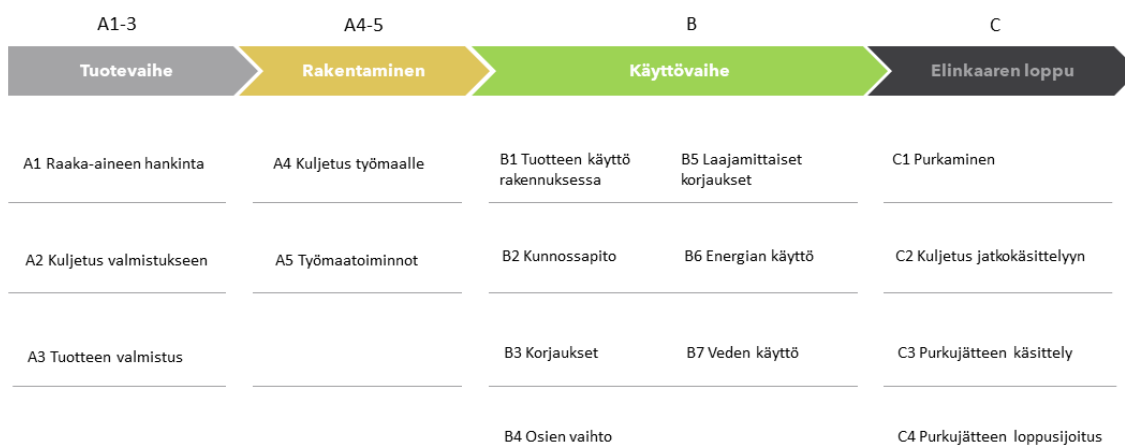 A1-3
A4-5
B
C
Tuotevaihe
Rakentaminen
Käyttövaihe
Elinkaaren loppu
A1 Raaka-aineen hankinta
A4 Kuljetus työmaalle
B1 Tuotteen käyttö
rakennuksessa
B5 Laajamittaiset
korjaukset
C1 Purkaminen
A2 Kuljetus valmistukseen
A5 Työmaatoiminnot
B2 Kunnossapito
B6 Energian käyttö
C2 Kuljetus jatkokäsittelyyn
A3 Tuotteen valmistus
B3 Korjaukset
B7 Veden käyttö
C3 Purkujätteen käsittely
B4 Osien vaihto
C4 Purkujätteen loppusijoitus